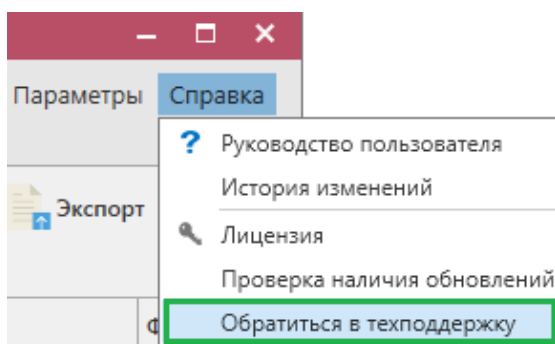 Параметры Справка
? Руководство пользователя
История изменений
Экспорт
Лицензия
Проверка наличия обновлений
Обратиться в техподдержку